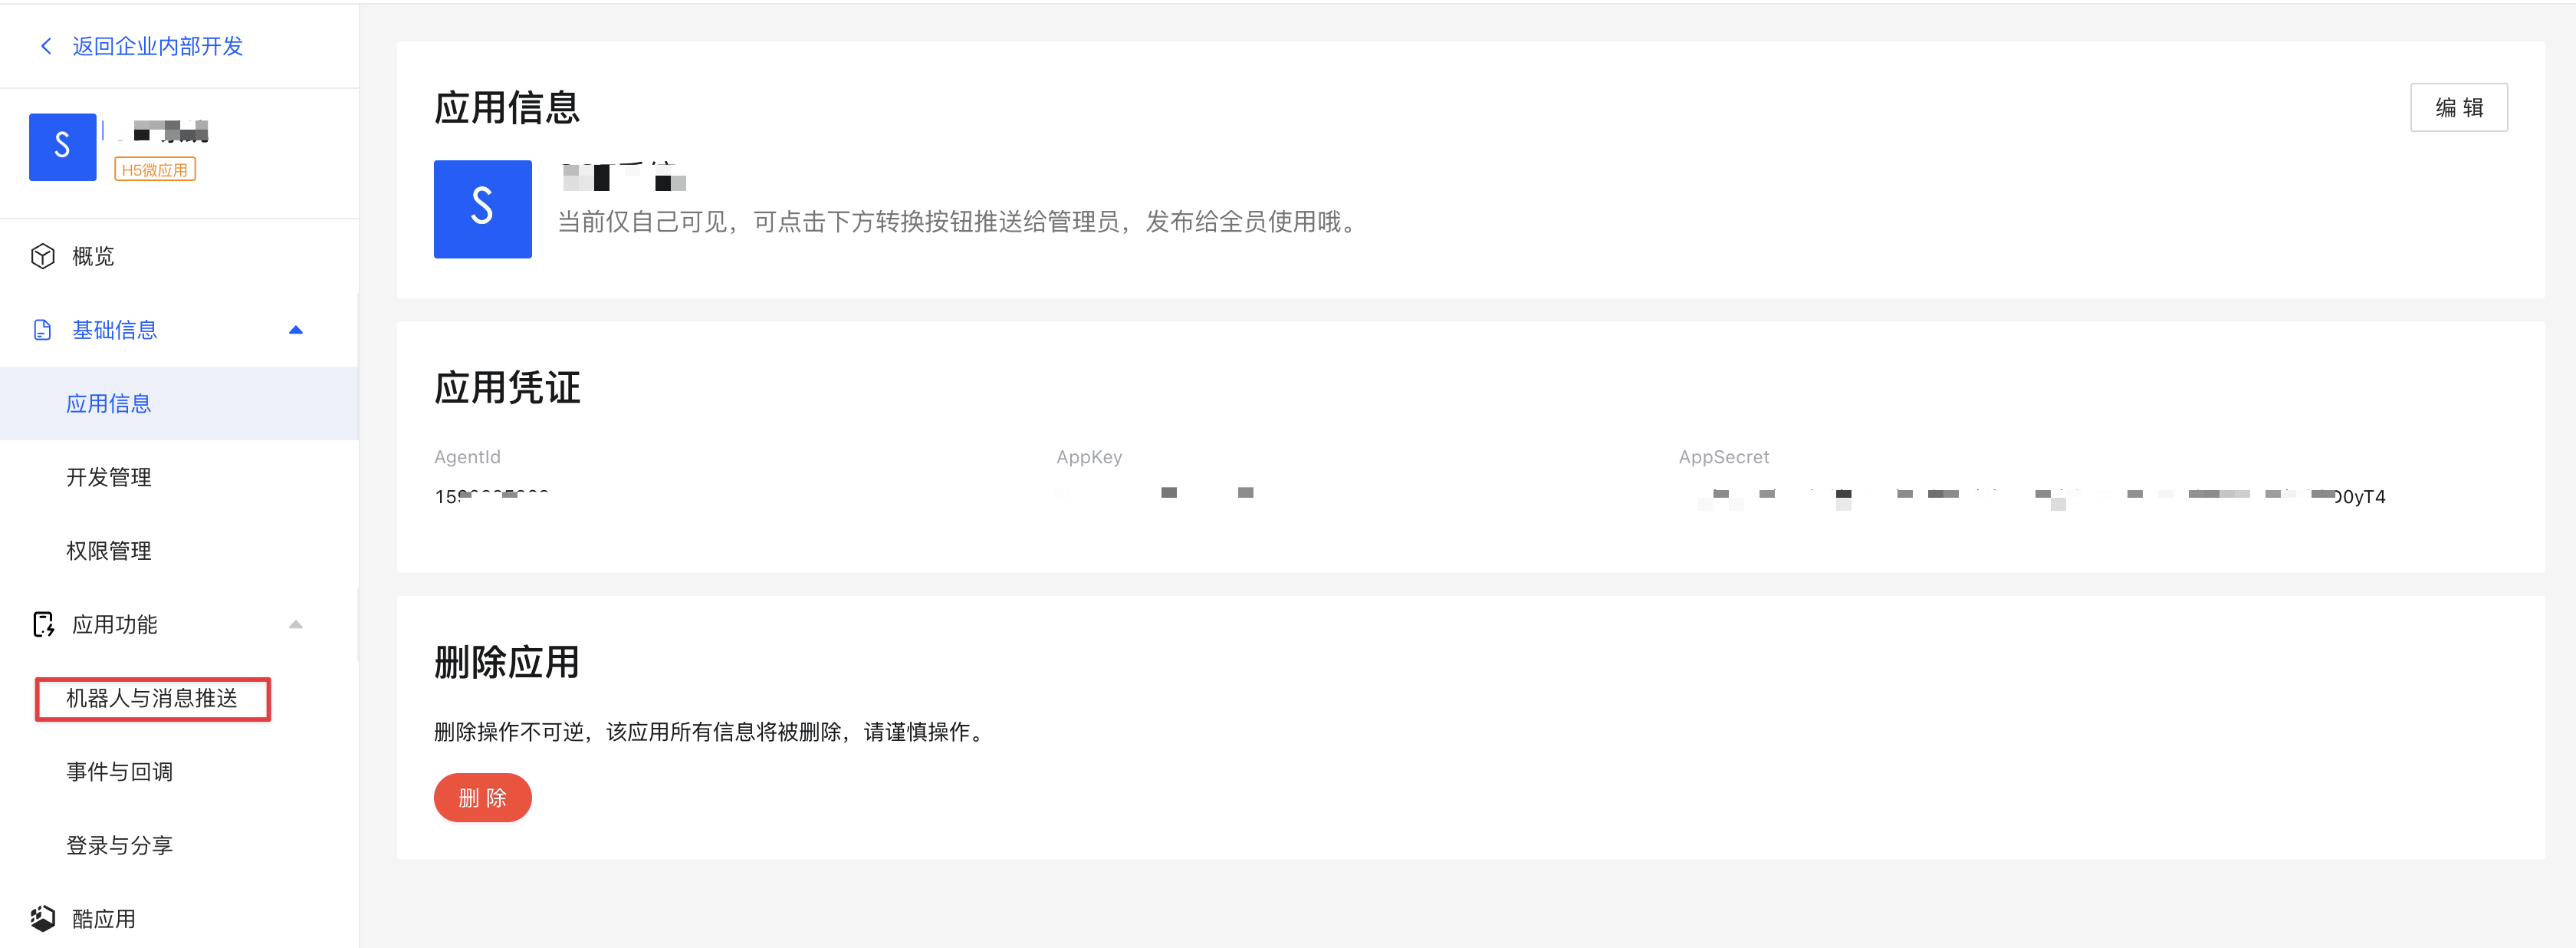 返回企业内部开发
S
H5微应用
概览
基础信息
应用信息
开发管理
权限管理
应用功能
机器人与消息推送
事件与回调
登录与分享
酷应用
应用信息
编辑
S
当前仅自己可见，可点击下方转换按钮推送给管理员，发布给全员使用哦。
应用凭证
AgentId
AppKey
AppSecret
15
0yT4
删除应用
删除操作不可逆，该应用所有信息将被删除，请谨慎操作。
删除